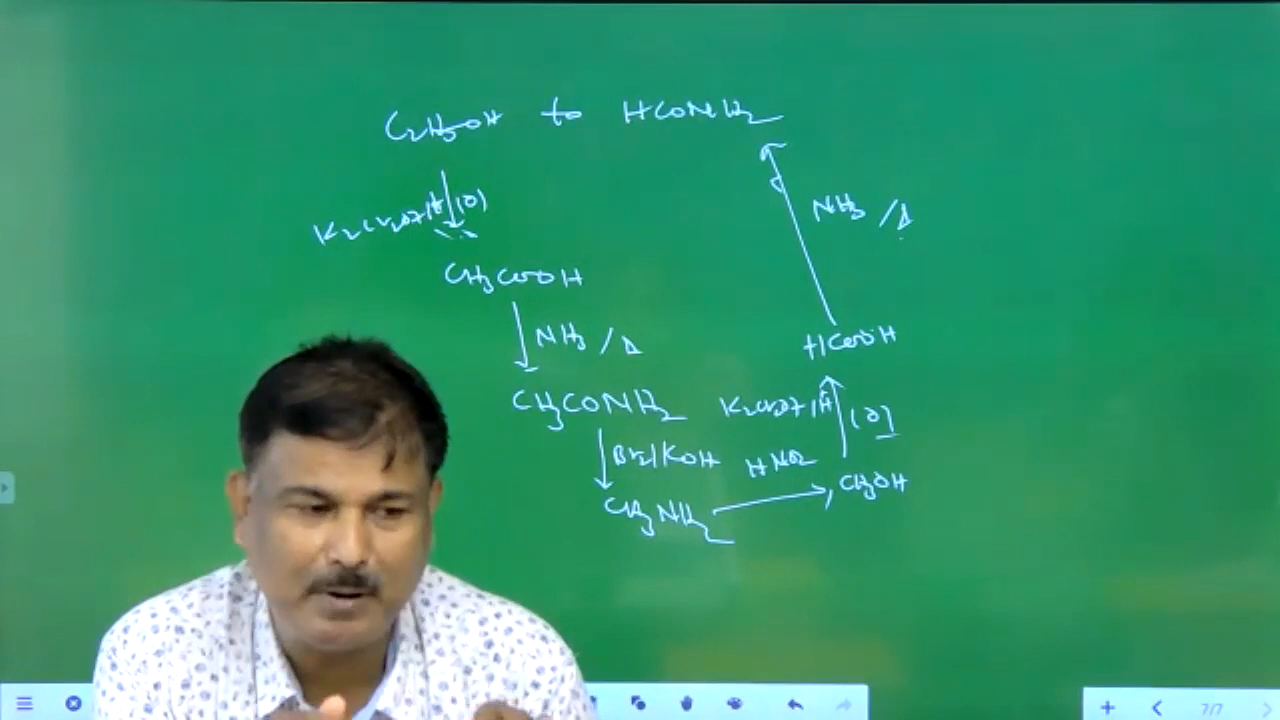 C2H5OH to HCONH2
K2Cr2O7/H+ (O)
NH3 /Δ
CH3COOH
NH3 /Δ
HCOOH
CH3CONH2
K2Cr2O7/H+ (O)
Br2/KOH
HNO2
CH3OH
CH3NH2
7/7